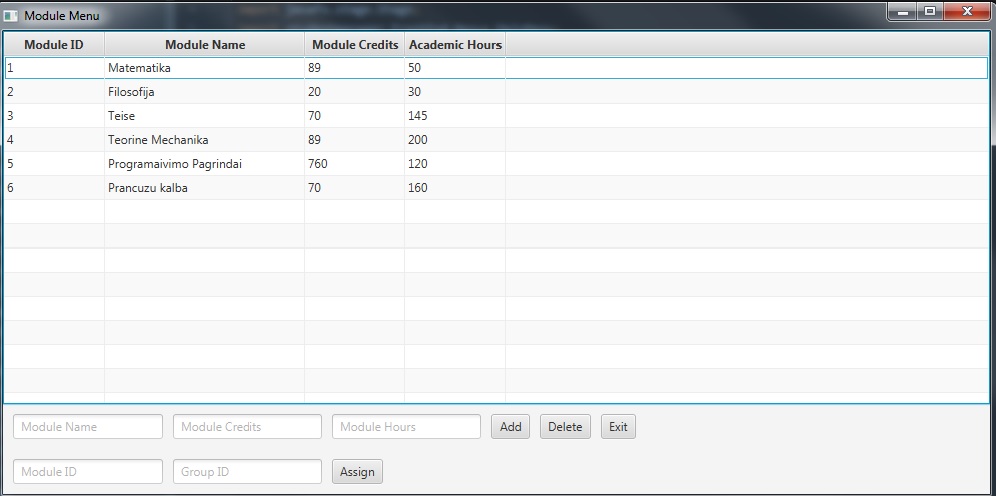 Module Menu
Module ID Module Name Module Credits Academic Hours
1 Matematika 89 50
2 Filosofija 20 30
3 Teise 70 145
4 Teorine Mechanika 89 200
5 Programaivimo Pagrindai 760 120
6 Prancuzu kalba 70 160
Module Name Module Credits Module Hours Add Delete Exit
Module ID Group ID Assign